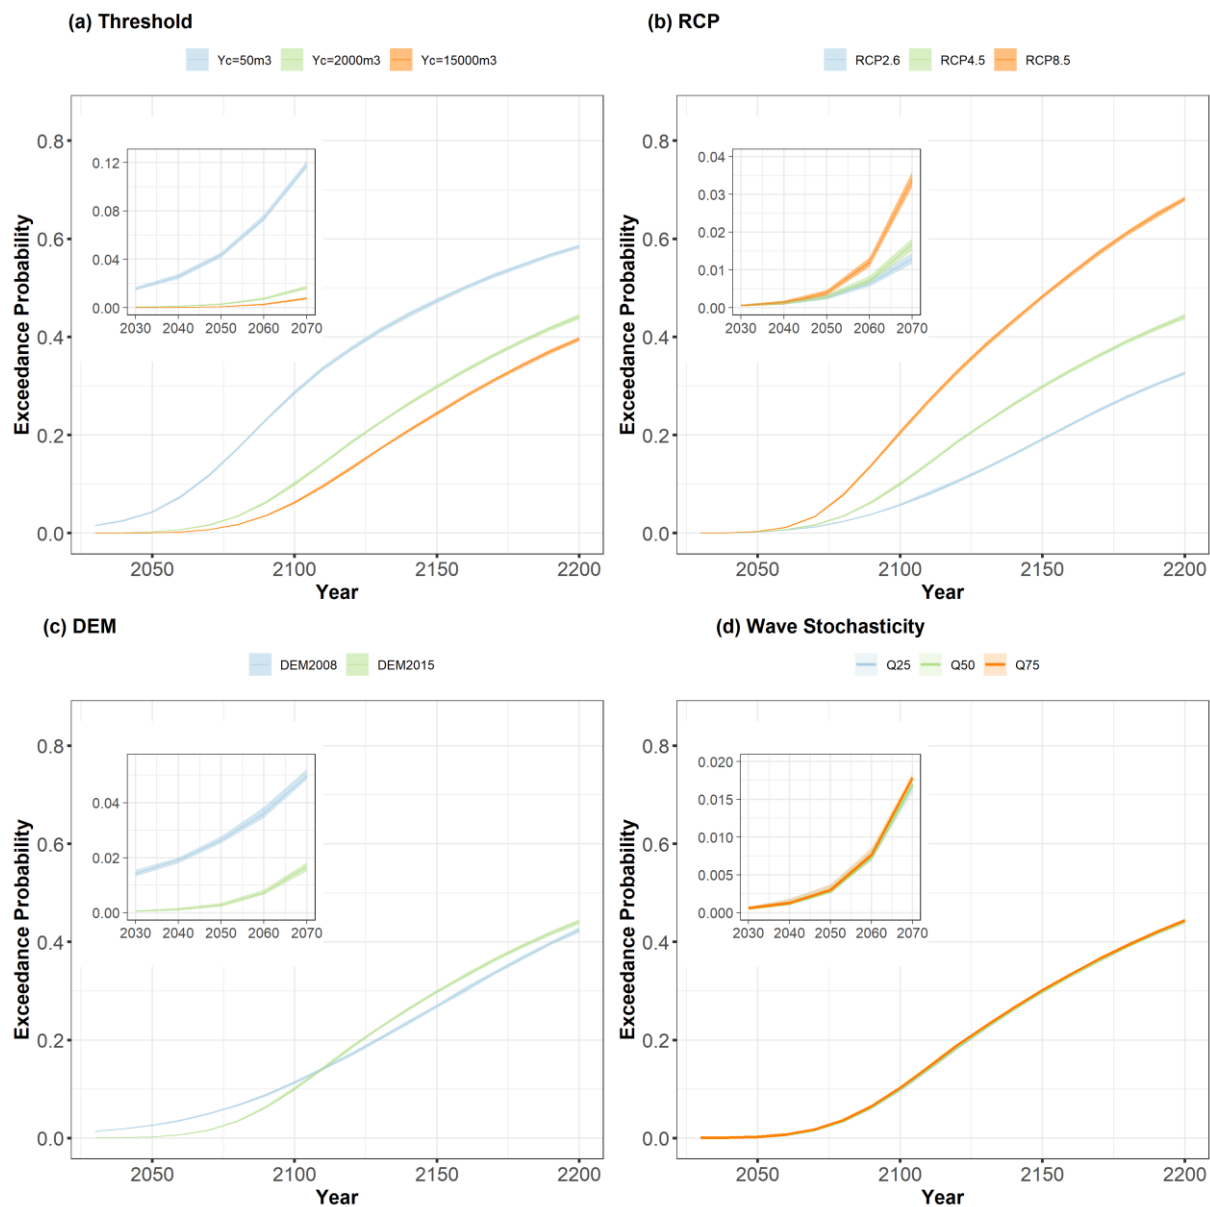 (a) Threshold
Yc=50m3 Yc=2000m3 Yc=15000m3
Exceedance Probability
0.8
0.6
0.4
0.2
0.0
0.12
0.08
0.04
0.00
2030 2040 2050 2060 2070
2050 2100 2150 2200
Year
(b) RCP
RCP2.6 RCP4.5 RCP8.5
Exceedance Probability
0.8
0.6
0.4
0.2
0.0
0.04
0.03
0.02
0.01
0.00
2030 2040 2050 2060 2070
2050 2100 2150 2200
Year
(c) DEM
DEM2008 DEM2015
Exceedance Probability
0.8
0.6
0.4
0.2
0.0
0.04
0.02
0.00
2030 2040 2050 2060 2070
2050 2100 2150 2200
Year
(d) Wave Stochasticity
Q25 Q50 Q75
Exceedance Probability
0.8
0.6
0.4
0.2
0.0
0.020
0.015
0.010
0.005
0.000
2030 2040 2050 2060 2070
2050 2100 2150 2200
Year